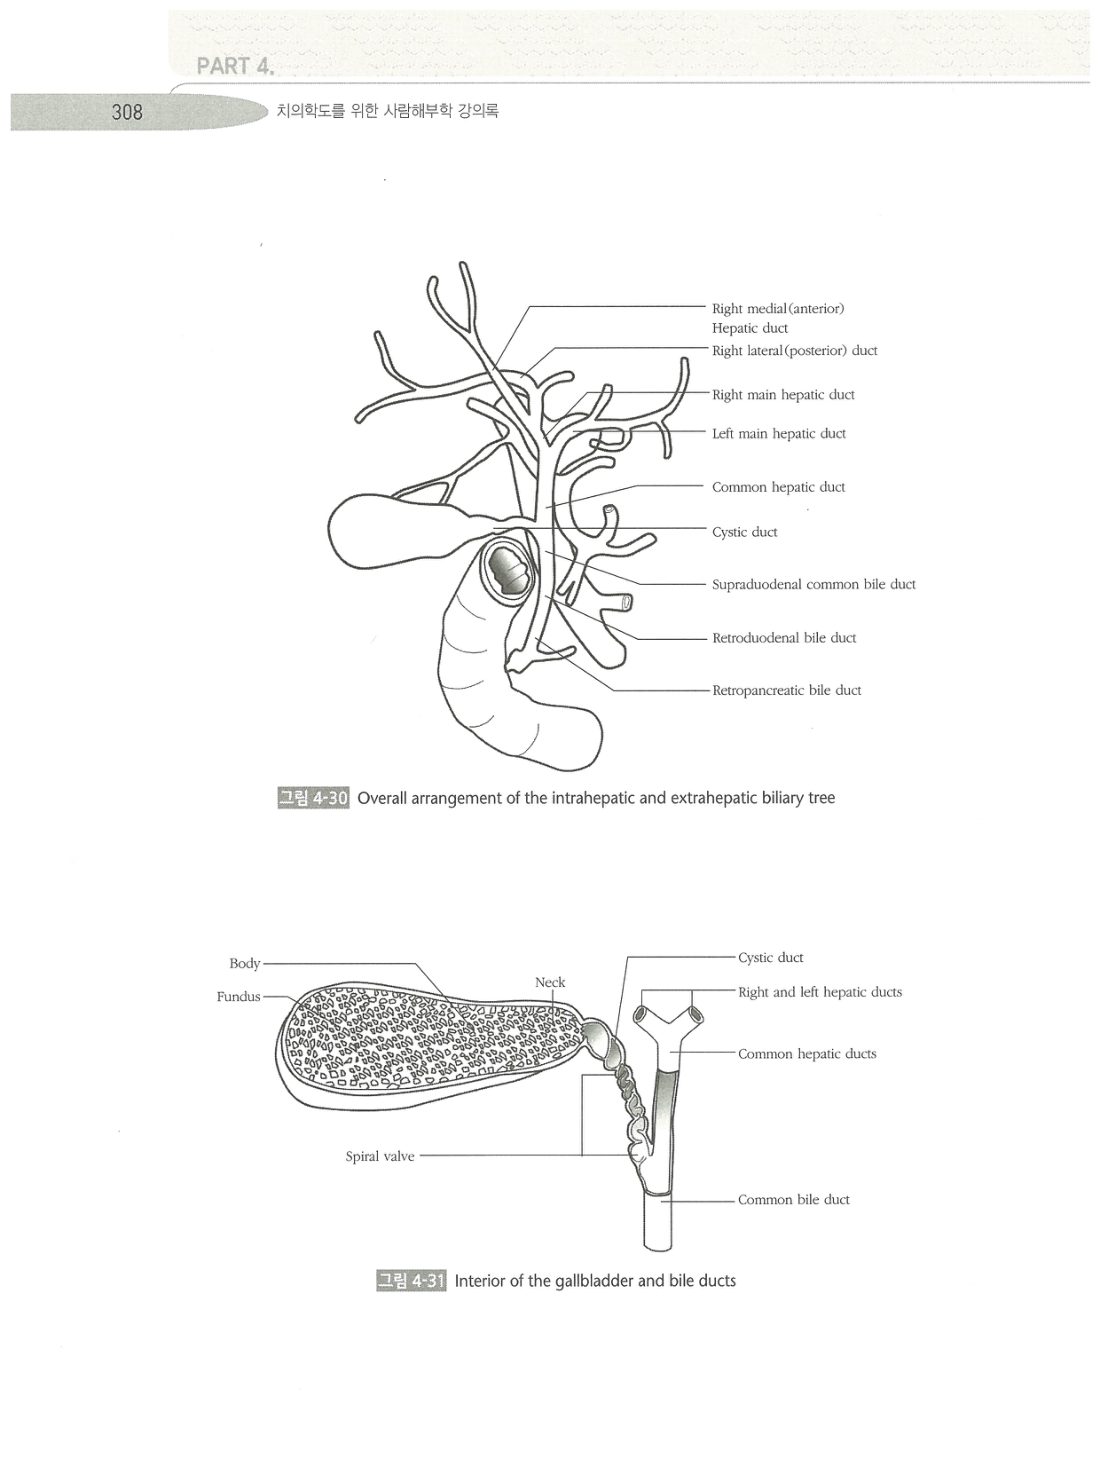 PART 4.
308
치의학도를 위한 사람해부학 강의록
Right medial(anterior)
Hepatic duct
Right lateral(posterior) duct
Right main hepatic duct
Left main hepatic duct
Common hepatic duct
Cystic duct
Supraduodenal common bile duct
Retroduodenal bile duct
Retropancreatic bile duct
그림 4-30 Overall arrangement of the intrahepatic and extrahepatic biliary tree
Body
Fundus
Neck
Cystic duct
Right and left hepatic ducts
Common hepatic ducts
Spiral valve
Common bile duct
그림 4-31 Interior of the gallbladder and bile ducts